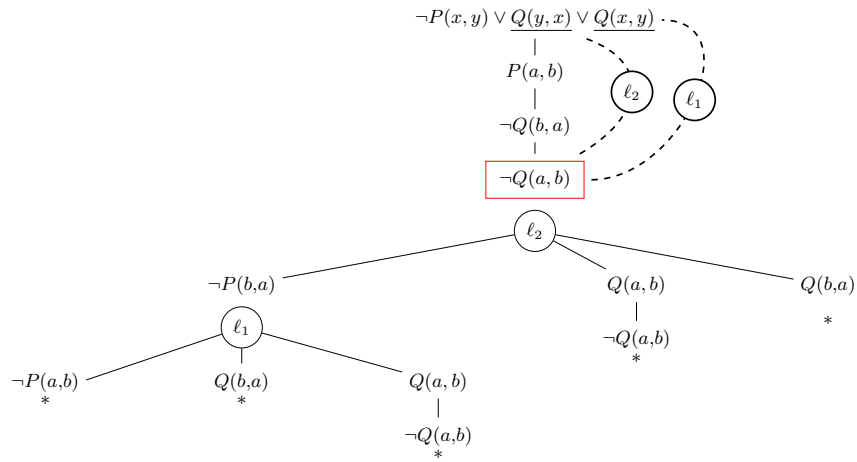 ¬P(x, y) ∨ Q(y, x) ∨ Q(x, y)
P(a, b)
ℓ₂
ℓ₁
¬Q(b, a)
¬Q(a, b)
ℓ₂
¬P(b,a)
Q(a, b)
Q(b,a)
*
ℓ₁
¬Q(a,b)
*
¬P(a,b)
Q(b,a)
Q(a, b)
*
*
¬Q(a,b)
*